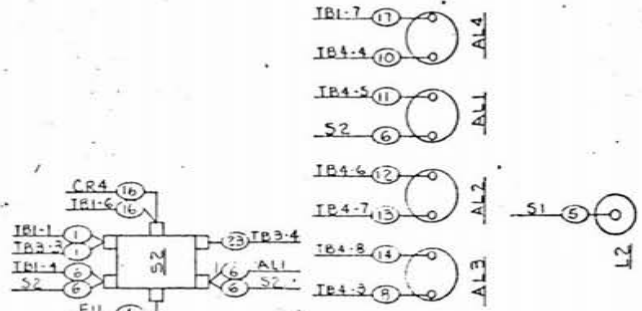 TB1-7 17
TB4-4 10
AL4
TB4-5 11
S2 6
AL1
TB4-6 12
TB4-7 13
AL2
TB4-8 14
TB4-3 8
AL3
S1 5
L2
CR4 16
TB1-6 16
TB1-1 1
TB3-3 1
TB1-4 6
S2 6
S2
23 TB3-4
6 AL1
6 S2